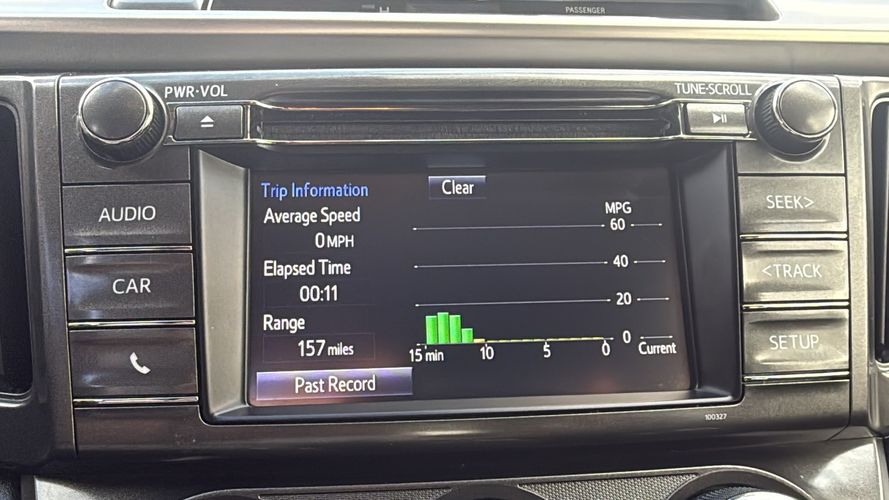 PASSENGER
PWR·VOL
TUNE·SCROLL
AUDIO
CAR
SEEK>
<TRACK
SETUP
Trip Information
Clear
Average Speed
0 MPH
Elapsed Time
00:11
Range
157 miles
Past Record
MPG
60
40
20
0
15 min
10
5
0
Current
100327